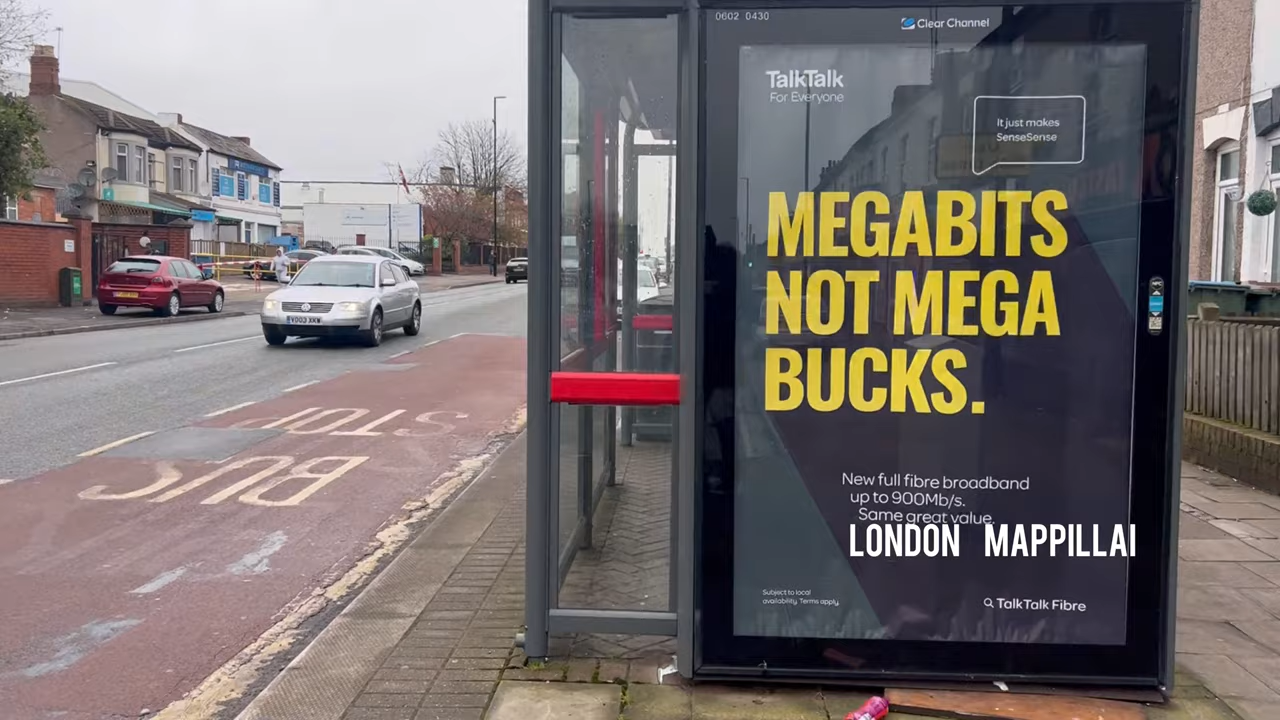 0602 0430
Clear Channel
TalkTalk
For Everyone
It just makes
SenseSense
MEGABITS
NOT MEGA
BUCKS.
New full fibre broadband
up to 900Mb/s.
Same great value.
LONDON MAPPILLAI
Subject to local
availability. Terms apply.
TalkTalk Fibre
BUS
STOP